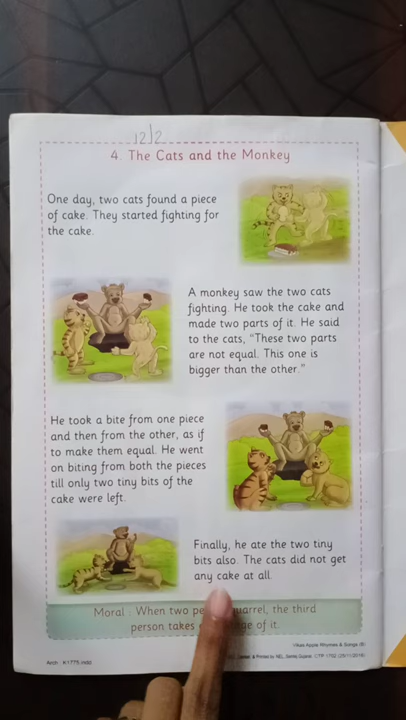 12/2
4. The Cats and the Monkey
One day, two cats found a piece
of cake. They started fighting for
the cake.
A monkey saw the two cats
fighting. He took the cake and
made two parts of it. He said
to the cats, “These two parts
are not equal. This one is
bigger than the other.”
He took a bite from one piece
and then from the other, as if
to make them equal. He went
on biting from both the pieces
till only two tiny bits of the
cake were left.
Finally, he ate the two tiny
bits also. The cats did not get
any cake at all.
Moral : When two quarrel, the third
person takes of it.
Apple Rhymes & Songs (B)
Arch : K1775.indd